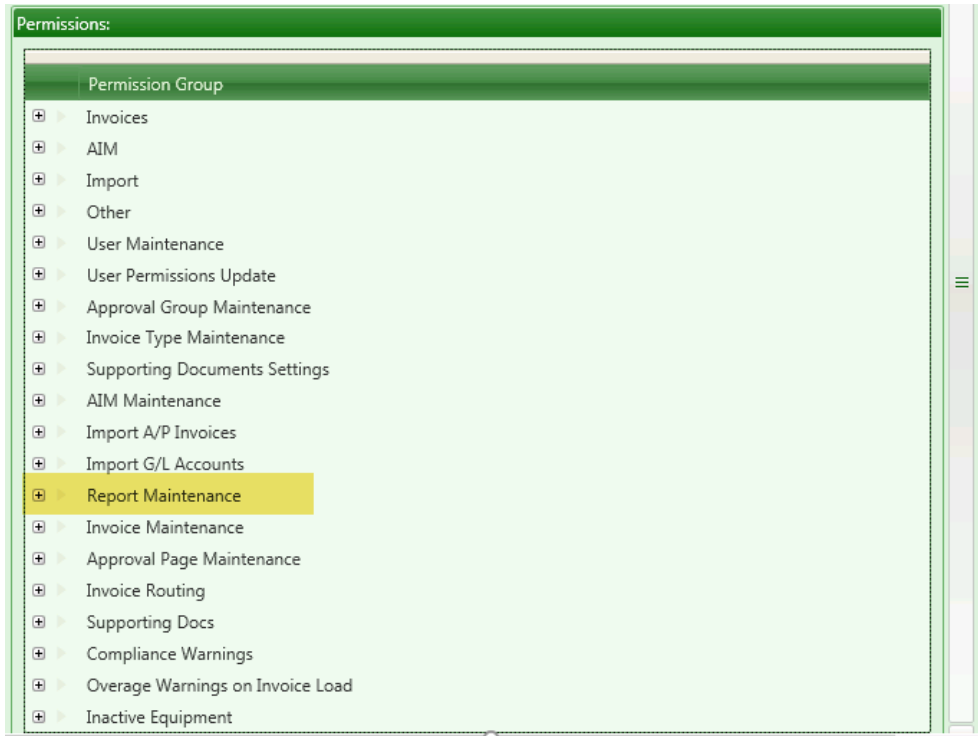 Permissions:
Permission Group
Invoices
AIM
Import
Other
User Maintenance
User Permissions Update
Approval Group Maintenance
Invoice Type Maintenance
Supporting Documents Settings
AIM Maintenance
Import A/P Invoices
Import G/L Accounts
Report Maintenance
Invoice Maintenance
Approval Page Maintenance
Invoice Routing
Supporting Docs
Compliance Warnings
Overage Warnings on Invoice Load
Inactive Equipment